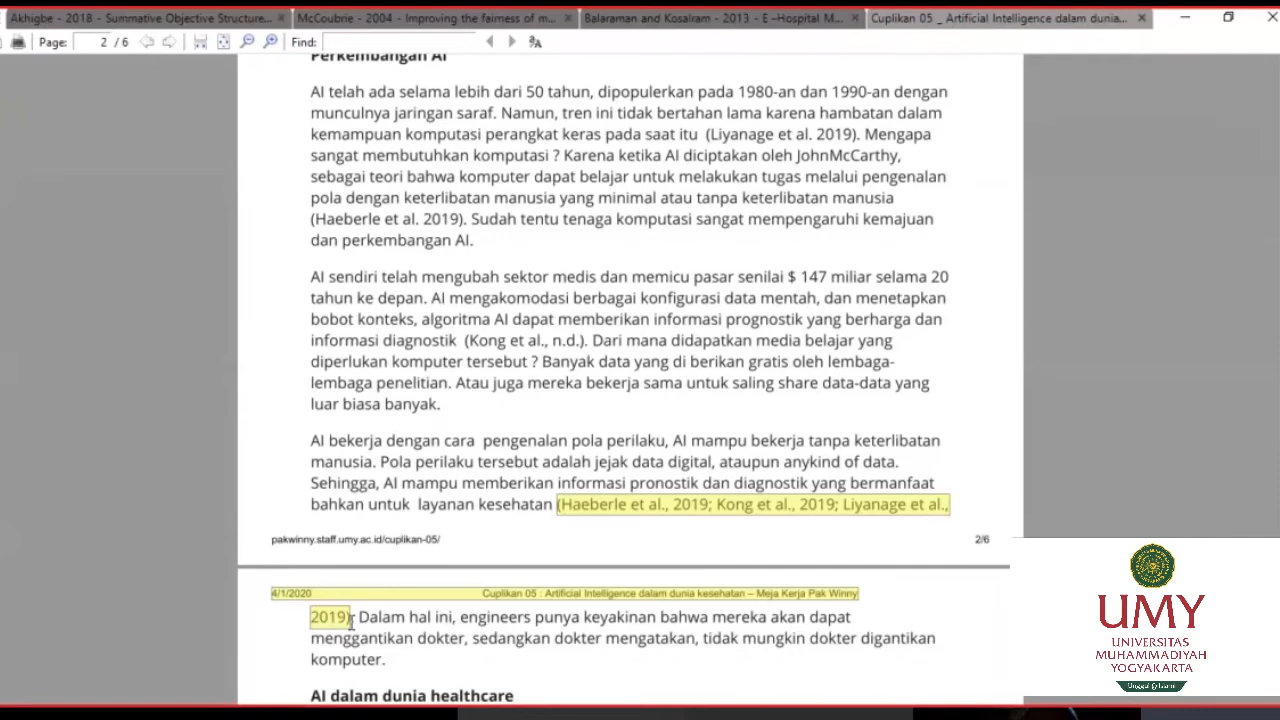 Akhigbe - 2018 - Summative Objective Structure...
McCoubrie - 2004 - Improving the fairness of m...
Balaraman and Kosalram - 2013 - E –Hospital M...
Cuplikan 05 _ Artificial Intelligence dalam dunia...
Page: 2 / 6 Find:
Perkembangan AI
AI telah ada selama lebih dari 50 tahun, dipopulerkan pada 1980-an dan 1990-an dengan
munculnya jaringan saraf. Namun, tren ini tidak bertahan lama karena hambatan dalam
kemampuan komputasi perangkat keras pada saat itu (Liyanage et al. 2019). Mengapa
sangat membutuhkan komputasi ? Karena ketika AI diciptakan oleh JohnMcCarthy,
sebagai teori bahwa komputer dapat belajar untuk melakukan tugas melalui pengenalan
pola dengan keterlibatan manusia yang minimal atau tanpa keterlibatan manusia
(Haeberle et al. 2019). Sudah tentu tenaga komputasi sangat mempengaruhi kemajuan
dan perkembangan AI.
AI sendiri telah mengubah sektor medis dan memicu pasar senilai $ 147 miliar selama 20
tahun ke depan. AI mengakomodasi berbagai konfigurasi data mentah, dan menetapkan
bobot konteks, algoritma AI dapat memberikan informasi prognostik yang berharga dan
informasi diagnostik (Kong et al., n.d.). Dari mana didapatkan media belajar yang
diperlukan komputer tersebut ? Banyak data yang di berikan gratis oleh lembaga-
lembaga penelitian. Atau juga mereka bekerja sama untuk saling share data-data yang
luar biasa banyak.
AI bekerja dengan cara pengenalan pola perilaku, AI mampu bekerja tanpa keterlibatan
manusia. Pola perilaku tersebut adalah jejak data digital, ataupun anykind of data.
Sehingga, AI mampu memberikan informasi pronostik dan diagnostik yang bermanfaat
bahkan untuk layanan kesehatan (Haeberle et al., 2019; Kong et al., 2019; Liyanage et al.,
pakwinny.staff.umy.ac.id/cuplikan-05/ 2/6
4/1/2020 Cuplikan 05 : Artificial Intelligence dalam dunia kesehatan – Meja Kerja Pak Winny
2019). Dalam hal ini, engineers punya keyakinan bahwa mereka akan dapat
menggantikan dokter, sedangkan dokter mengatakan, tidak mungkin dokter digantikan
komputer.
AI dalam dunia healthcare
UMY
UNIVERSITAS
MUHAMMADIYAH
YOGYAKARTA
Unggul & Islami